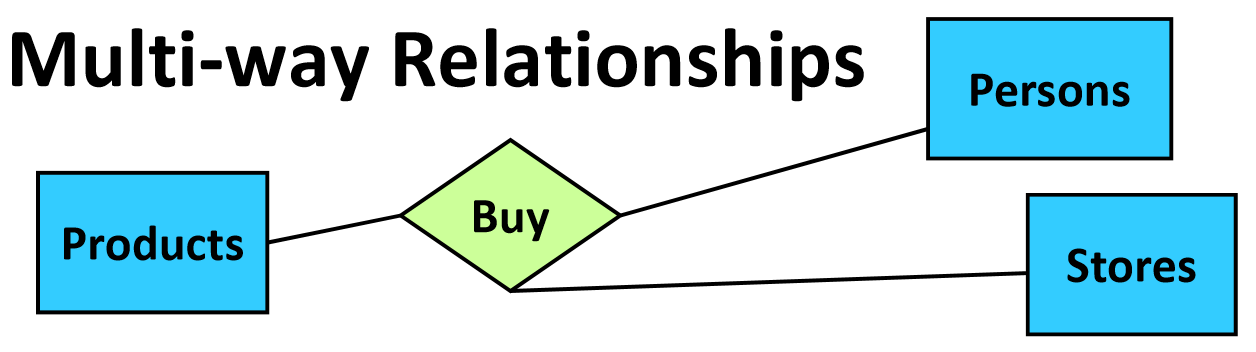 Multi-way Relationships
Persons
Products
Buy
Stores